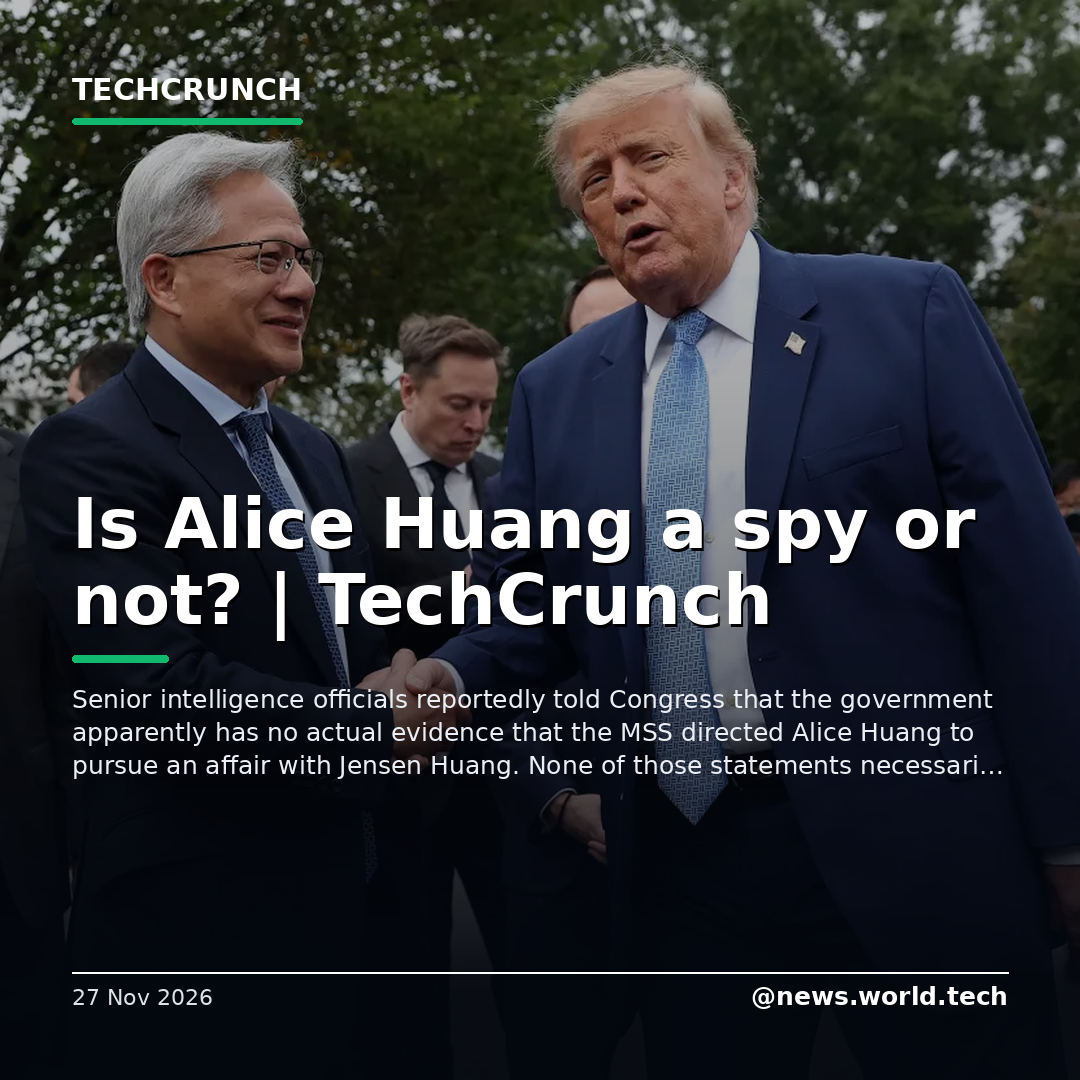 TECHCRUNCH
Is Alice Huang a spy or
not? | TechCrunch
Senior intelligence officials reportedly told Congress that the government
apparently has no actual evidence that the MSS directed Alice Huang to
pursue an affair with Jensen Huang. None of those statements necessari...
27 Nov 2026
@news.world.tech